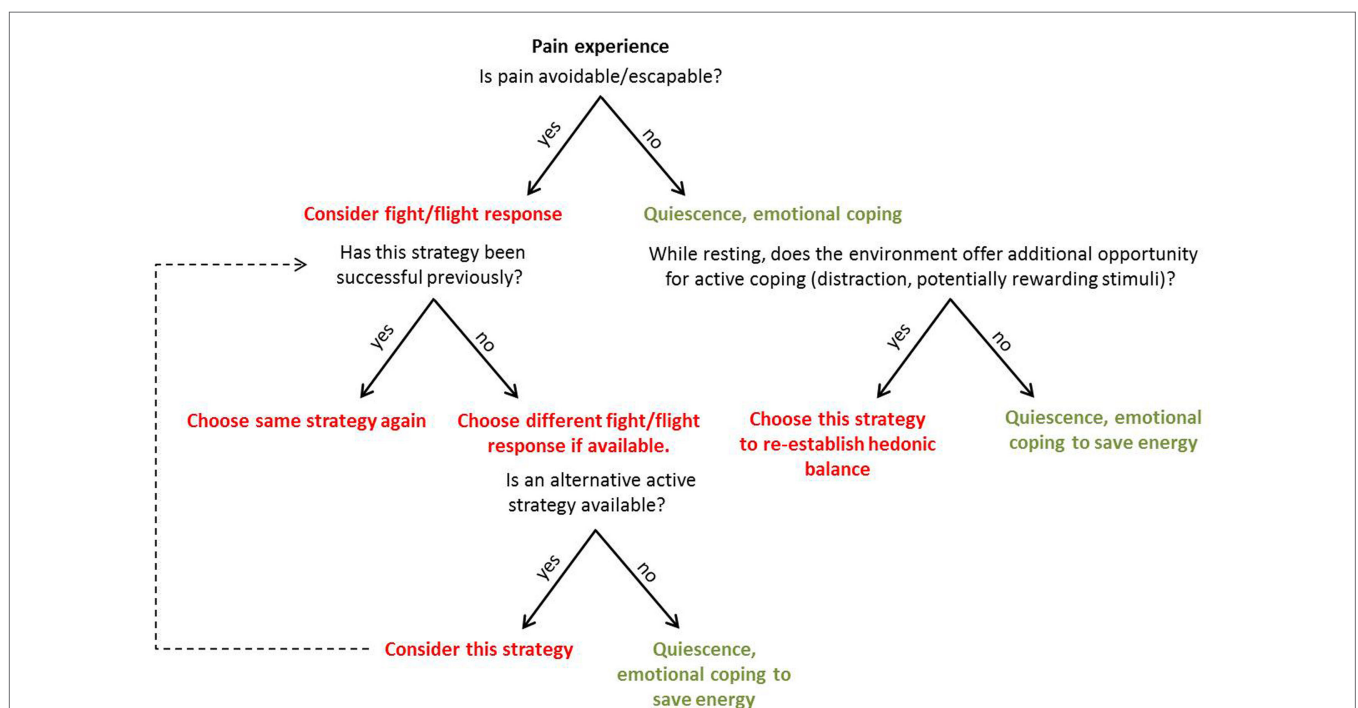 Pain experience
Is pain avoidable/escapable?
yes
no
Consider fight/flight response
Has this strategy been
successful previously?
yes
no
Choose same strategy again
Choose different fight/flight
response if available.
Is an alternative active
strategy available?
yes
no
Consider this strategy
Quiescence,
emotional coping to
save energy
Quiescence, emotional coping
While resting, does the environment offer additional opportunity
for active coping (distraction, potentially rewarding stimuli)?
yes
no
Choose this strategy
to re-establish hedonic
balance
Quiescence, emotional
coping to save energy